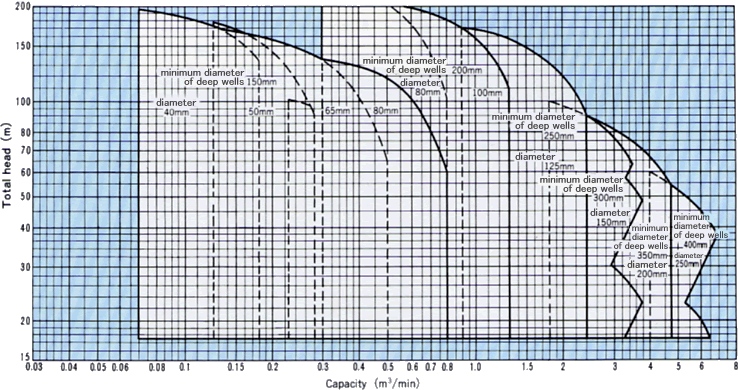 200
150
100
80
70
60
50
40
30
20
15
Total head (m)
minimum diameter
of deep wells
150mm
diameter
40mm
50mm
65mm
80mm
minimum diameter
of deep wells
200mm
diameter
80mm
100mm
minimum diameter
of deep wells
250mm
diameter
125mm
minimum diameter
of deep wells
300mm
diameter
150mm
minimum
diameter
of deep wells
350mm
diameter
200mm
minimum
diameter
of deep wells
400mm
diameter
250mm
0.03 0.04 0.05 0.06 0.08 0.1 0.15 0.2 0.3 0.4 0.5 0.6 0.7 0.8 1.0 1.5 2 3 4 5 6 8
Capacity (m³/min)